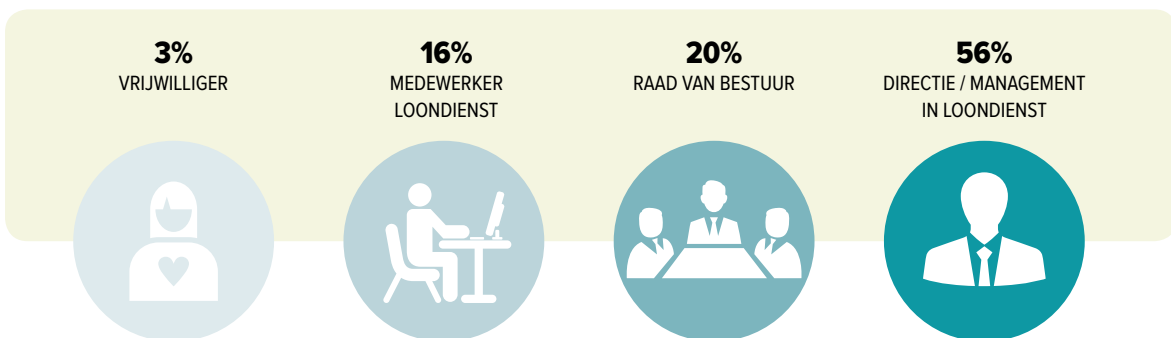 3%
VRIJWILLIGER
16%
MEDEWERKER
LOONDIENST
20%
RAAD VAN BESTUUR
56%
DIRECTIE / MANAGEMENT
IN LOONDIENST